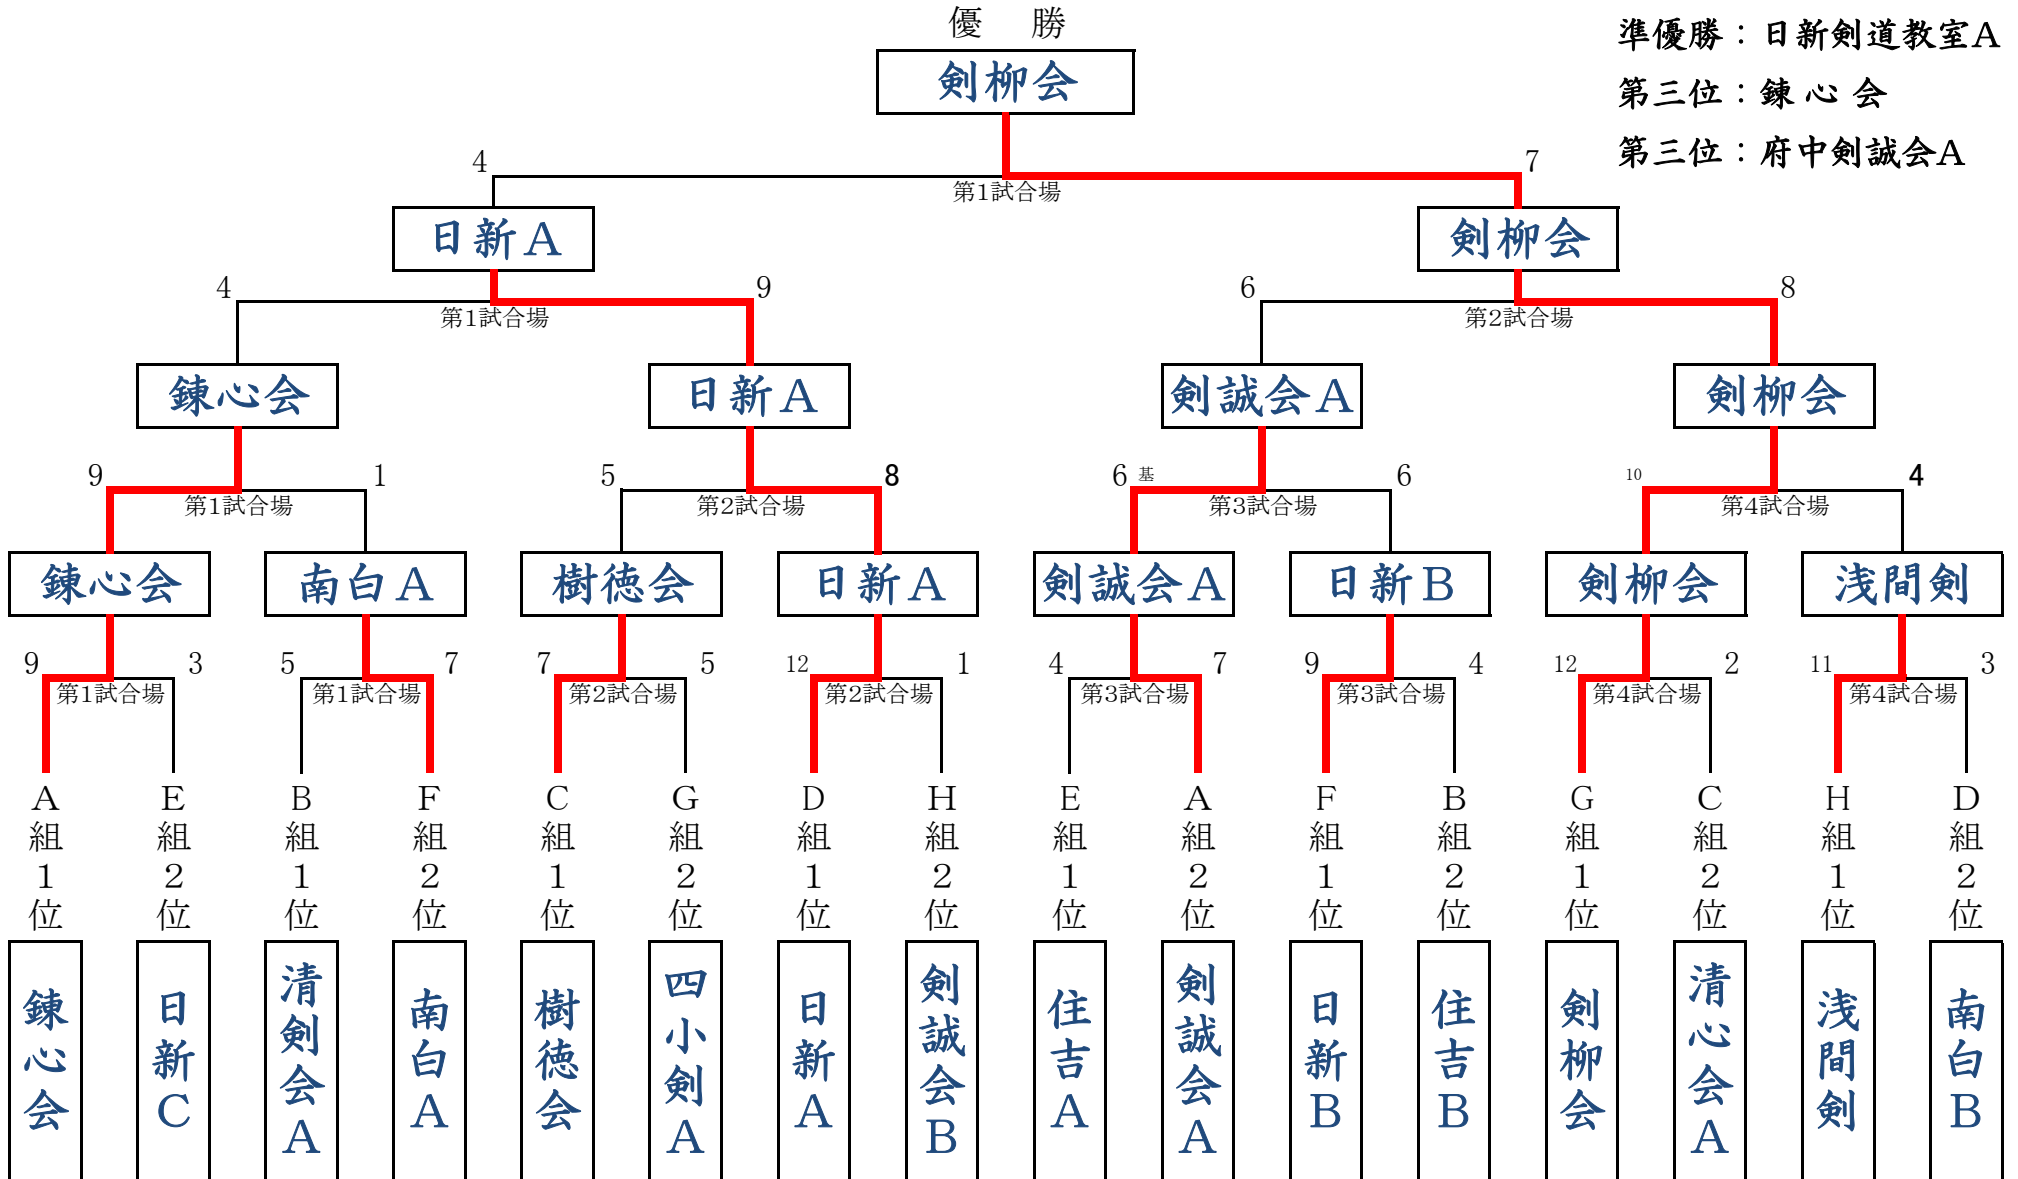 優 勝
剣柳会
準優勝：日新剣道教室A
第三位：錬 心 会
第三位：府中剣誠会A
4 7
第1試合場
日新A 剣柳会
4 9 6 8
第1試合場 第2試合場
錬心会 日新A 剣誠会A 剣柳会
9 1 5 8 6 基 6 10 4
第1試合場 第2試合場 第3試合場 第4試合場
錬心会 南白A 樹徳会 日新A 剣誠会A 日新B 剣柳会 浅間剣
9 3 5 7 7 5 12 1 4 7 9 4 12 2 11 3
第1試合場 第1試合場 第2試合場 第2試合場 第3試合場 第3試合場 第4試合場 第4試合場
A組1位
E組2位
B組1位
F組2位
C組1位
G組2位
D組1位
H組2位
E組1位
A組2位
F組1位
B組2位
G組1位
C組2位
H組1位
D組2位
錬心会
日新C
清剣会A
南白A
樹徳会
四小剣A
日新A
剣誠会B
住吉A
剣誠会A
日新B
住吉B
剣柳会
清心会A
浅間剣
南白B